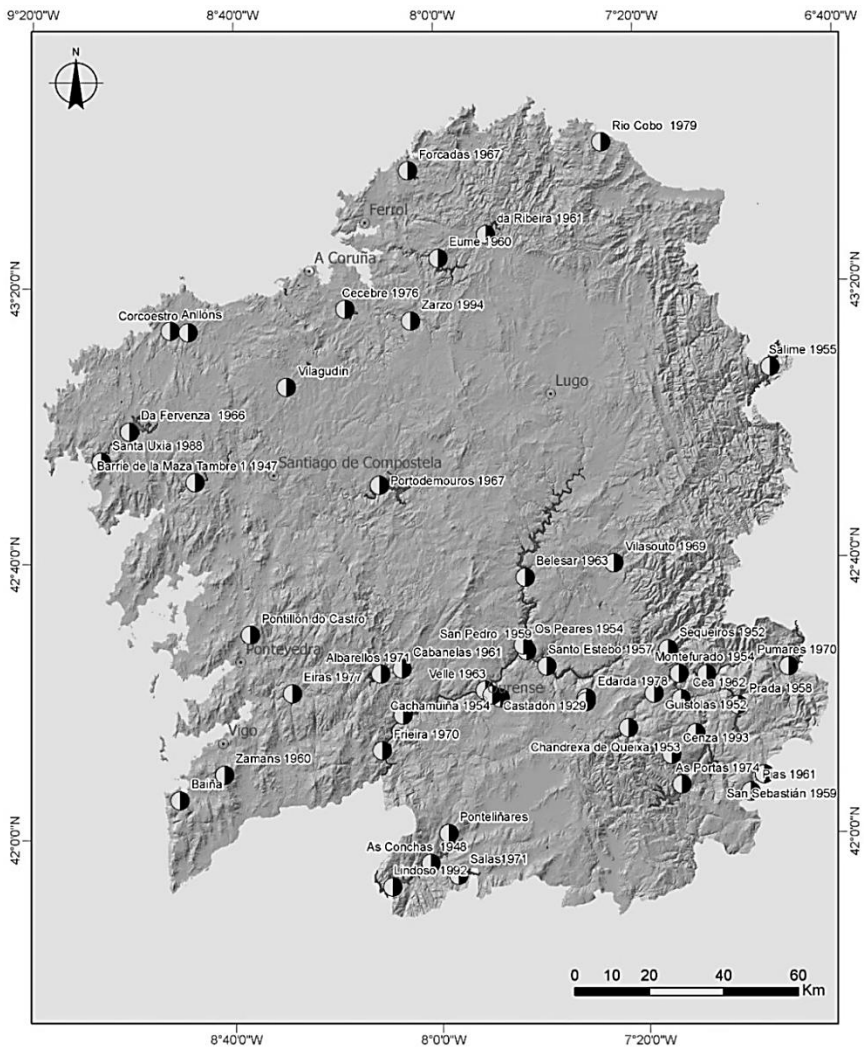 9°20'0"W 8°40'0"W 8°0'0"W 7°20'0"W 6°40'0"W
N
Rio Cobo 1979
Forcadas 1967
Ferrol
da Ribeira 1961
Eume 1960
A Coruña
43°20'0"N
43°20'0"N
Cecebre 1976
Zarzo 1994
Corcoestro Anllóns
Salime 1955
Vilagudin
Lugo
Da Fervenza 1966
Santa Uxia 1988
Barrie de la Maza Tambre 1 1947
Santiago de Compostela
Portodemouros 1967
Vilasouto 1969
Belesar 1963
42°40'0"N
42°40'0"N
Pontillón do Castro
San Pedro 1959
Os Peares 1954
Sequeiros 1952
Pumares 1970
Pontevedra
Albarellos 1971
Cabanelas 1961
Santo Estebo 1957
Montefurado 1954
Eiras 1977
Velle 1963
Ourense
Edarda 1978
Cea 1962
Prada 1958
Cachamuiña 1954
Castadón 1929
Guistolas 1952
Vigo
Frieira 1970
Chandrexa de Queixa 1953
Cenza 1993
Zamans 1960
As Portas 1974
Pias 1961
Baiña
San Sebastián 1959
Ponteliñares
42°0'0"N
42°0'0"N
As Conchas 1948
Salas1971
Lindoso 1992
0 10 20 40 60
Km
8°40'0"W 8°0'0"W 7°20'0"W